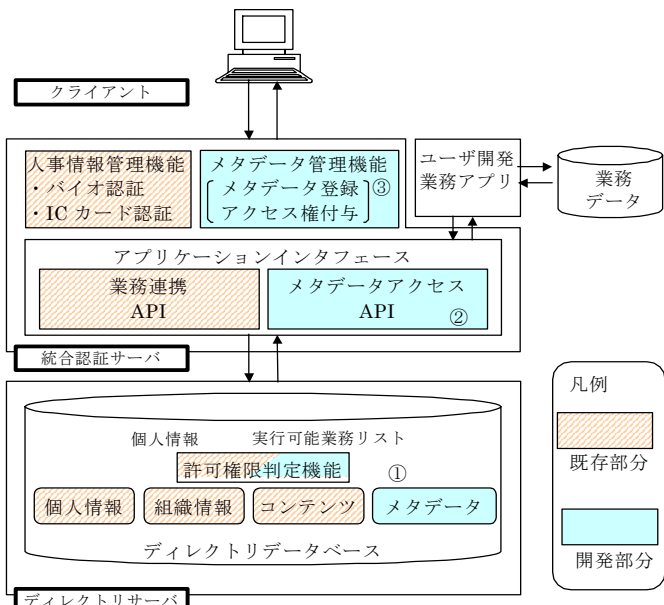 クライアント
人事情報管理機能
・バイオ認証
・IC カード認証
メタデータ管理機能
メタデータ登録
アクセス権付与
③
ユーザ開発
業務アプリ
業務
データ
アプリケーションインタフェース
業務連携
API
メタデータアクセス
API
②
統合認証サーバ
個人情報
実行可能業務リスト
許可権限判定機能
①
個人情報
組織情報
コンテンツ
メタデータ
ディレクトリデータベース
ディレクトリサーバ
凡例
既存部分
開発部分